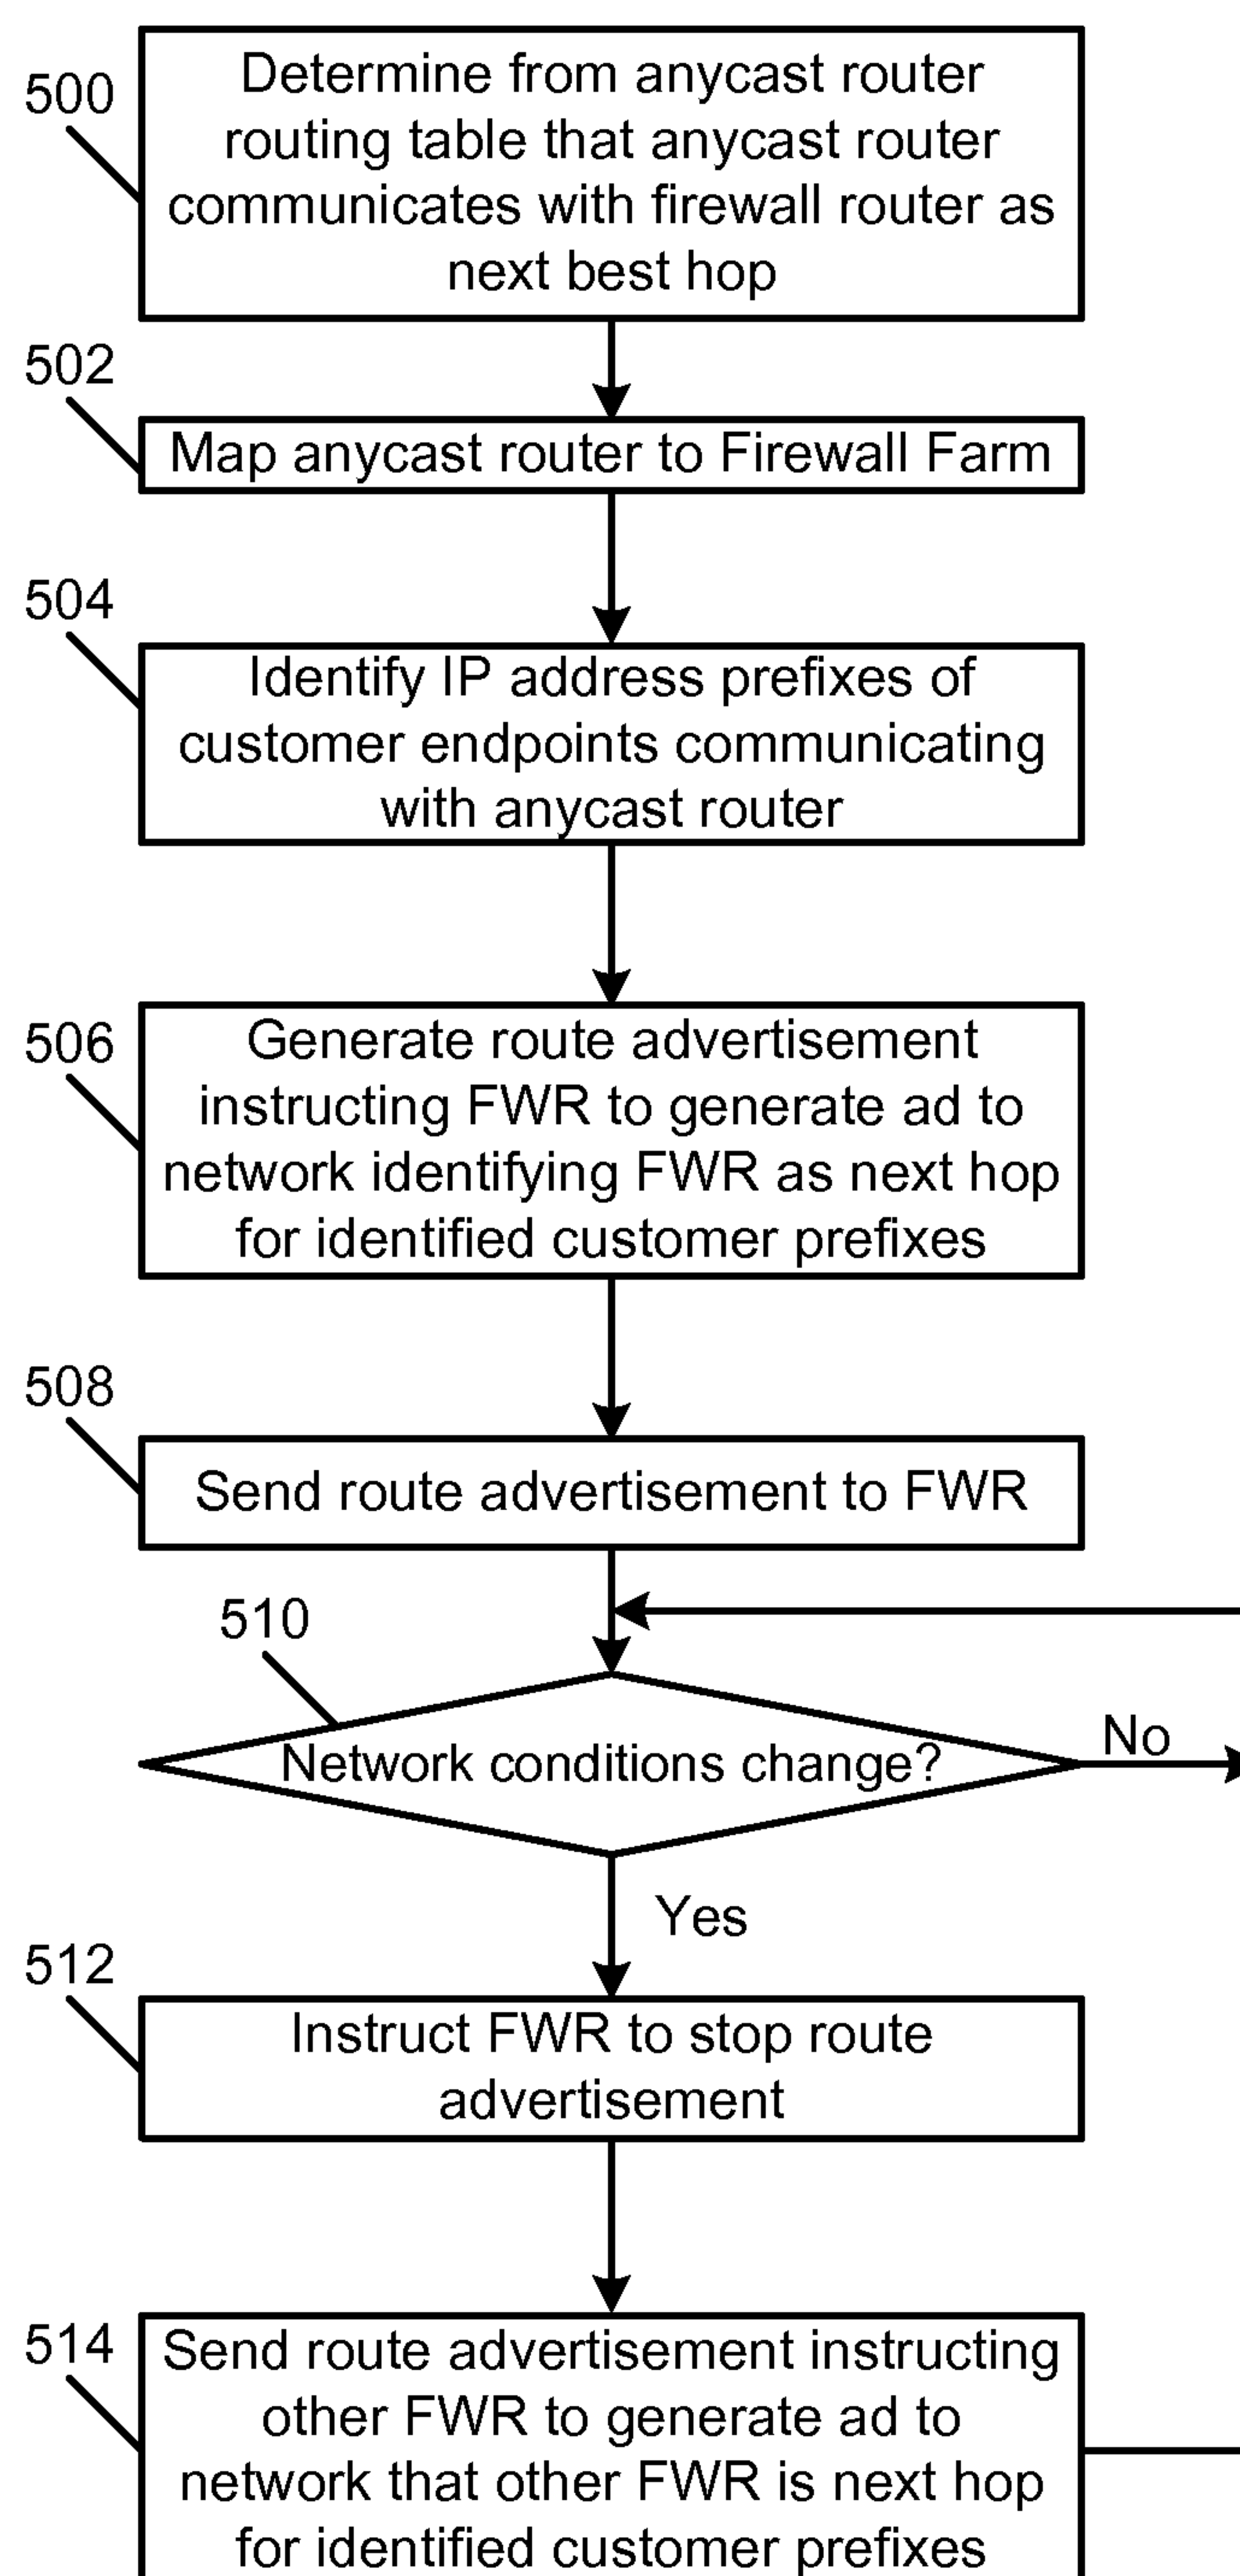 500
Determine from anycast router
routing table that anycast router
communicates with firewall router as
next best hop
502
Map anycast router to Firewall Farm
504
Identify IP address prefixes of
customer endpoints communicating
with anycast router
506
Generate route advertisement
instructing FWR to generate ad to
network identifying FWR as next hop
for identified customer prefixes
508
Send route advertisement to FWR
510
Network conditions change?
No
Yes
512
Instruct FWR to stop route
advertisement
514
Send route advertisement instructing
other FWR to generate ad to
network that other FWR is next hop
for identified customer prefixes